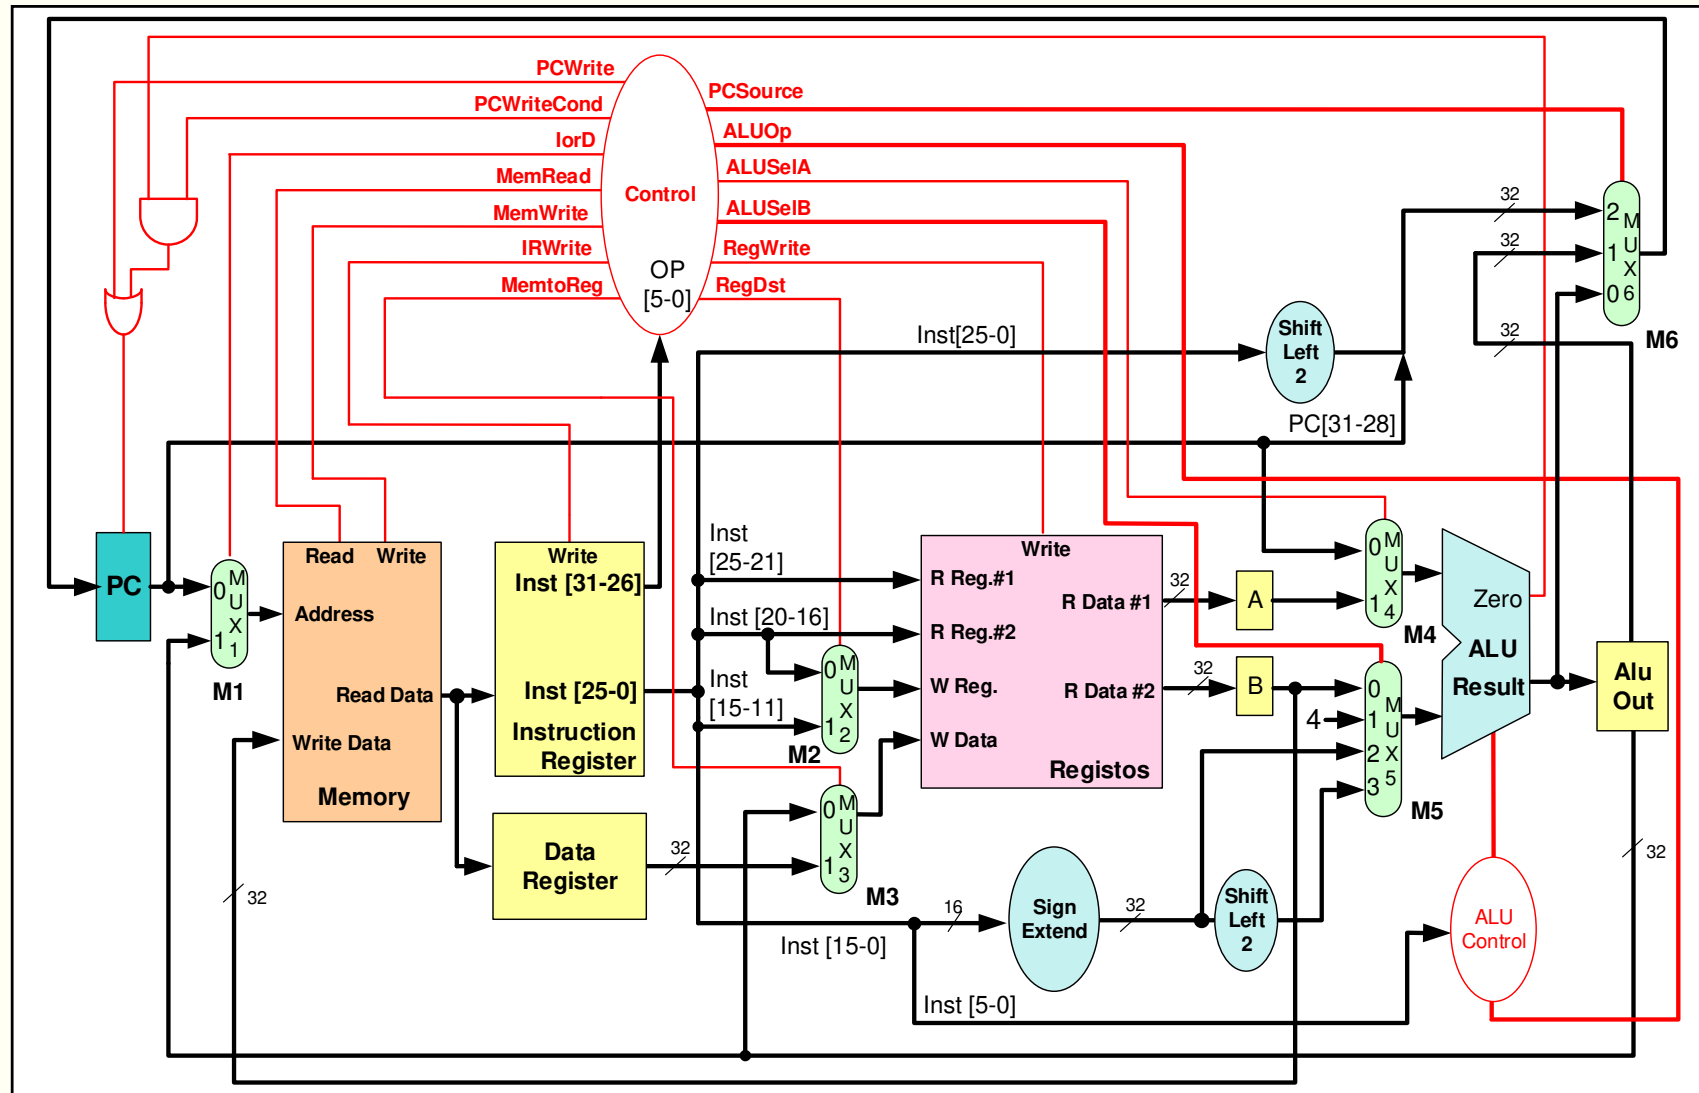 PCWrite
PCWriteCond
IorD
MemRead
MemWrite
IRWrite
MemtoReg
Control
OP
[5-0]
PCSource
ALUOp
ALUSelA
ALUSelB
RegWrite
RegDst
Inst[25-0]
Shift
Left
2
PC[31-28]
32
32
32
2
1
0
M
U
X
6
M6
PC
0
1
M
U
X
1
M1
Read
Write
Address
Read Data
Write Data
Memory
32
Write
Inst [31-26]
Inst [25-0]
Instruction
Register
Data
Register
32
Inst
[25-21]
Inst [20-16]
Inst
[15-11]
0
1
M
U
X
2
M2
0
1
M
U
X
3
M3
Write
R Reg.#1
R Reg.#2
W Reg.
W Data
R Data #1
R Data #2
Registos
32
32
A
B
0
1
M
U
X
4
M4
4
0
1
2
3
M
U
X
5
M5
Zero
ALU
Result
Alu
Out
32
Inst [15-0]
16
Sign
Extend
32
Shift
Left
2
ALU
Control
Inst [5-0]